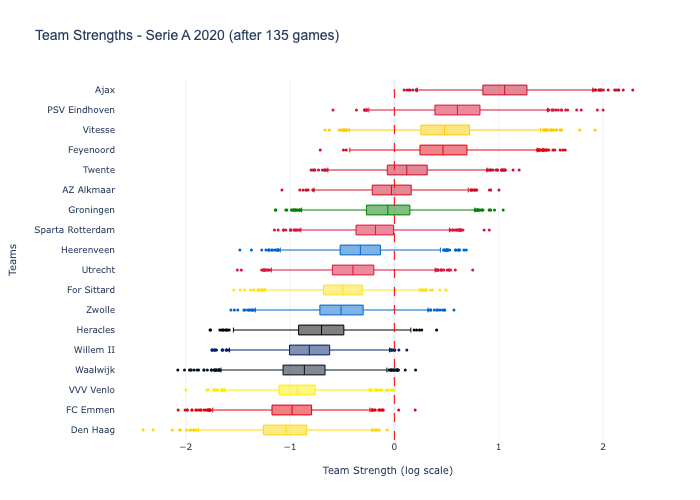 Team Strengths - Serie A 2020 (after 135 games)
Ajax
PSV Eindhoven
Vitesse
Feyenoord
Twente
AZ Alkmaar
Groningen
Sparta Rotterdam
Heerenveen
Utrecht
For Sittard
Zwolle
Heracles
Willem II
Waalwijk
VVV Venlo
FC Emmen
Den Haag
Teams
−2 −1 0 1 2
Team Strength (log scale)